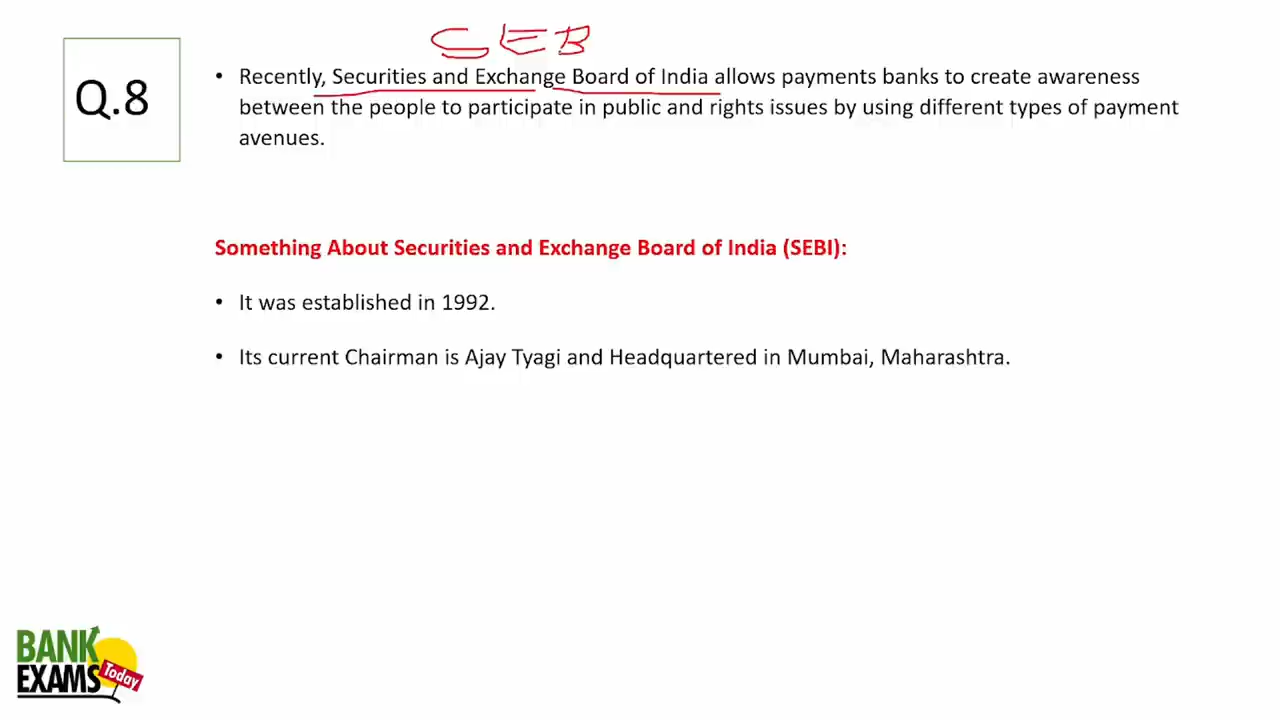 SEB
Q.8
• Recently, Securities and Exchange Board of India allows payments banks to create awareness
between the people to participate in public and rights issues by using different types of payment
avenues.
Something About Securities and Exchange Board of India (SEBI):
• It was established in 1992.
• Its current Chairman is Ajay Tyagi and Headquartered in Mumbai, Maharashtra.
BANK
EXAMS
Today